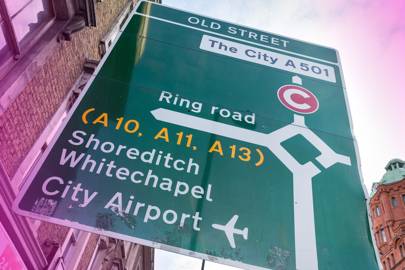 OLD STREET
The City A501
C
Ring road
(A10, A11, A13)
Shoreditch
Whitechapel
City Airport